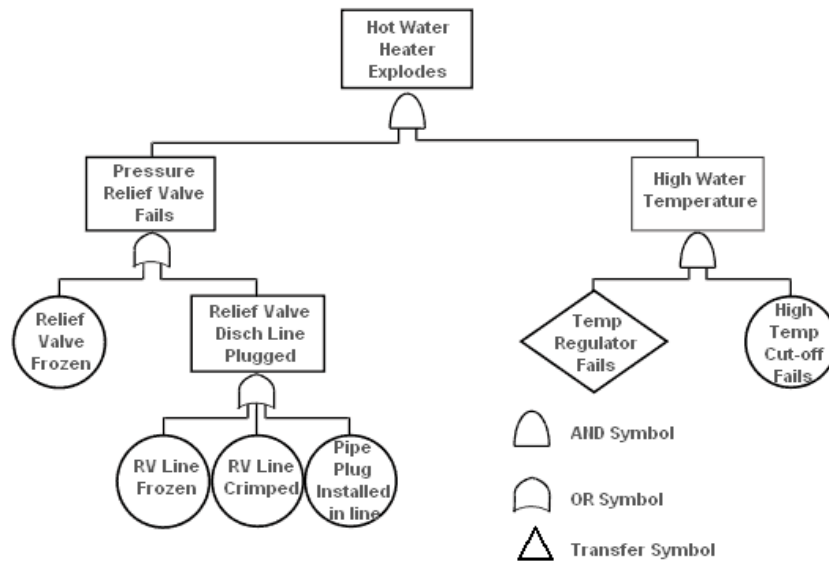 Hot Water
Heater
Explodes
Pressure
Relief Valve
Fails
High Water
Temperature
Relief
Valve
Frozen
Relief Valve
Disch Line
Plugged
Temp
Regulator
Fails
High
Temp
Cut-off
Fails
RV Line
Frozen
RV Line
Crimped
Pipe
Plug
Installed
in line
AND Symbol
OR Symbol
Transfer Symbol